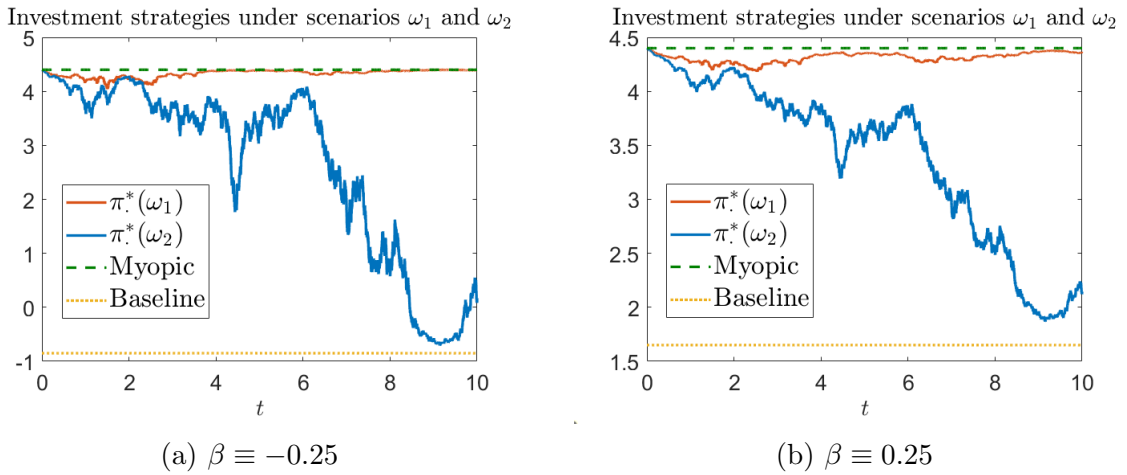 Investment strategies under scenarios ω₁ and ω₂
5
4
3
2
1
0
-1
0
2
4
6
8
10
t
π.*(ω₁)
π.*(ω₂)
Myopic
Baseline
(a) β ≡ −0.25
Investment strategies under scenarios ω₁ and ω₂
4.5
4
3.5
3
2.5
2
1.5
0
2
4
6
8
10
t
π.*(ω₁)
π.*(ω₂)
Myopic
Baseline
(b) β ≡ 0.25